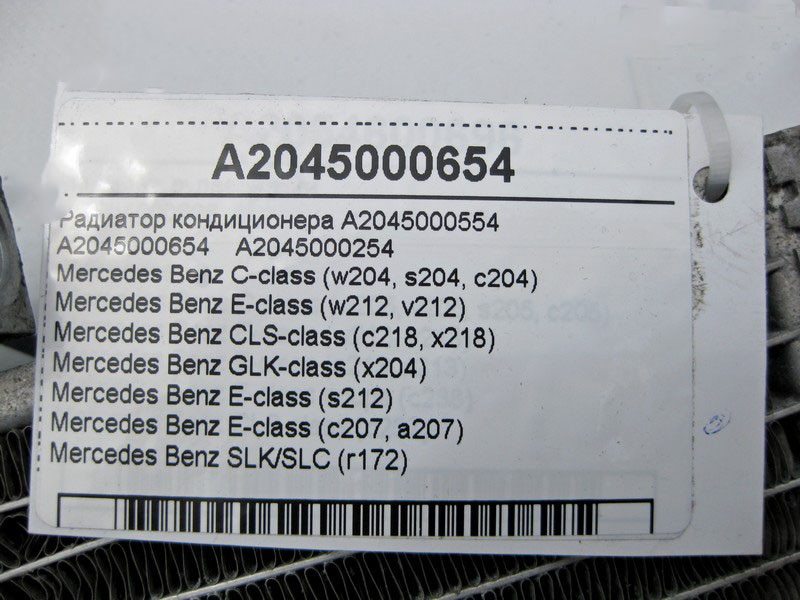 A2045000654
Радиатор кондиционера A2045000554
A2045000654 A2045000254
Mercedes Benz C-class (w204, s204, c204)
Mercedes Benz E-class (w212, v212)
Mercedes Benz CLS-class (c218, x218)
Mercedes Benz GLK-class (x204)
Mercedes Benz E-class (s212)
Mercedes Benz E-class (c207, a207)
Mercedes Benz SLK/SLC (r172)